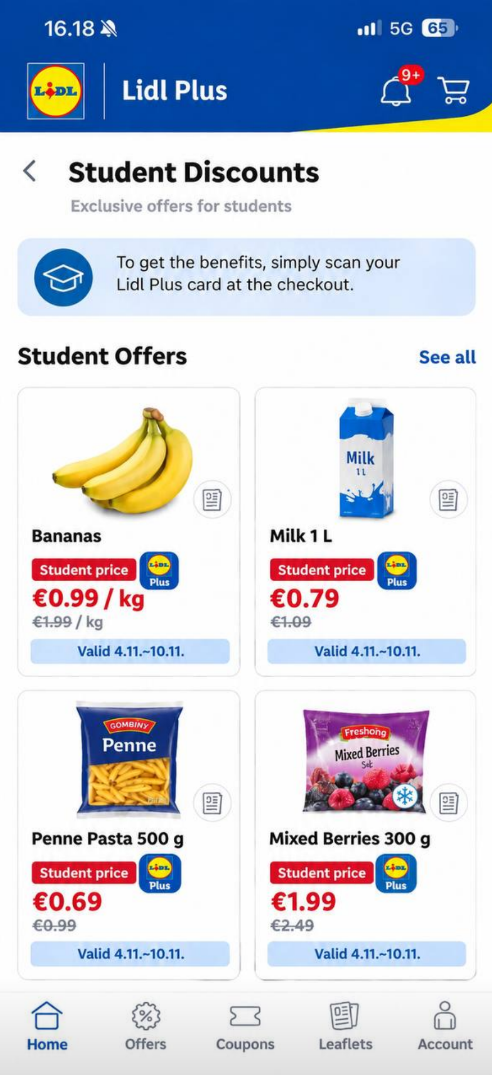 16.18
5G
65
LIDL
Lidl Plus
9+
Student Discounts
Exclusive offers for students
To get the benefits, simply scan your
Lidl Plus card at the checkout.
Student Offers
See all
Milk
1 L
Bananas
Student price
LIDL
Plus
€0.99 / kg
€1.99 / kg
Valid 4.11.–10.11.
Milk 1 L
Student price
LIDL
Plus
€0.79
€1.09
Valid 4.11.–10.11.
GOMBINY
Penne
Penne Pasta 500 g
Student price
LIDL
Plus
€0.69
€0.99
Valid 4.11.–10.11.
Freshong
Mixed Berries
Mixed Berries 300 g
Student price
LIDL
Plus
€1.99
€2.49
Valid 4.11.–10.11.
Home
Offers
Coupons
Leaflets
Account